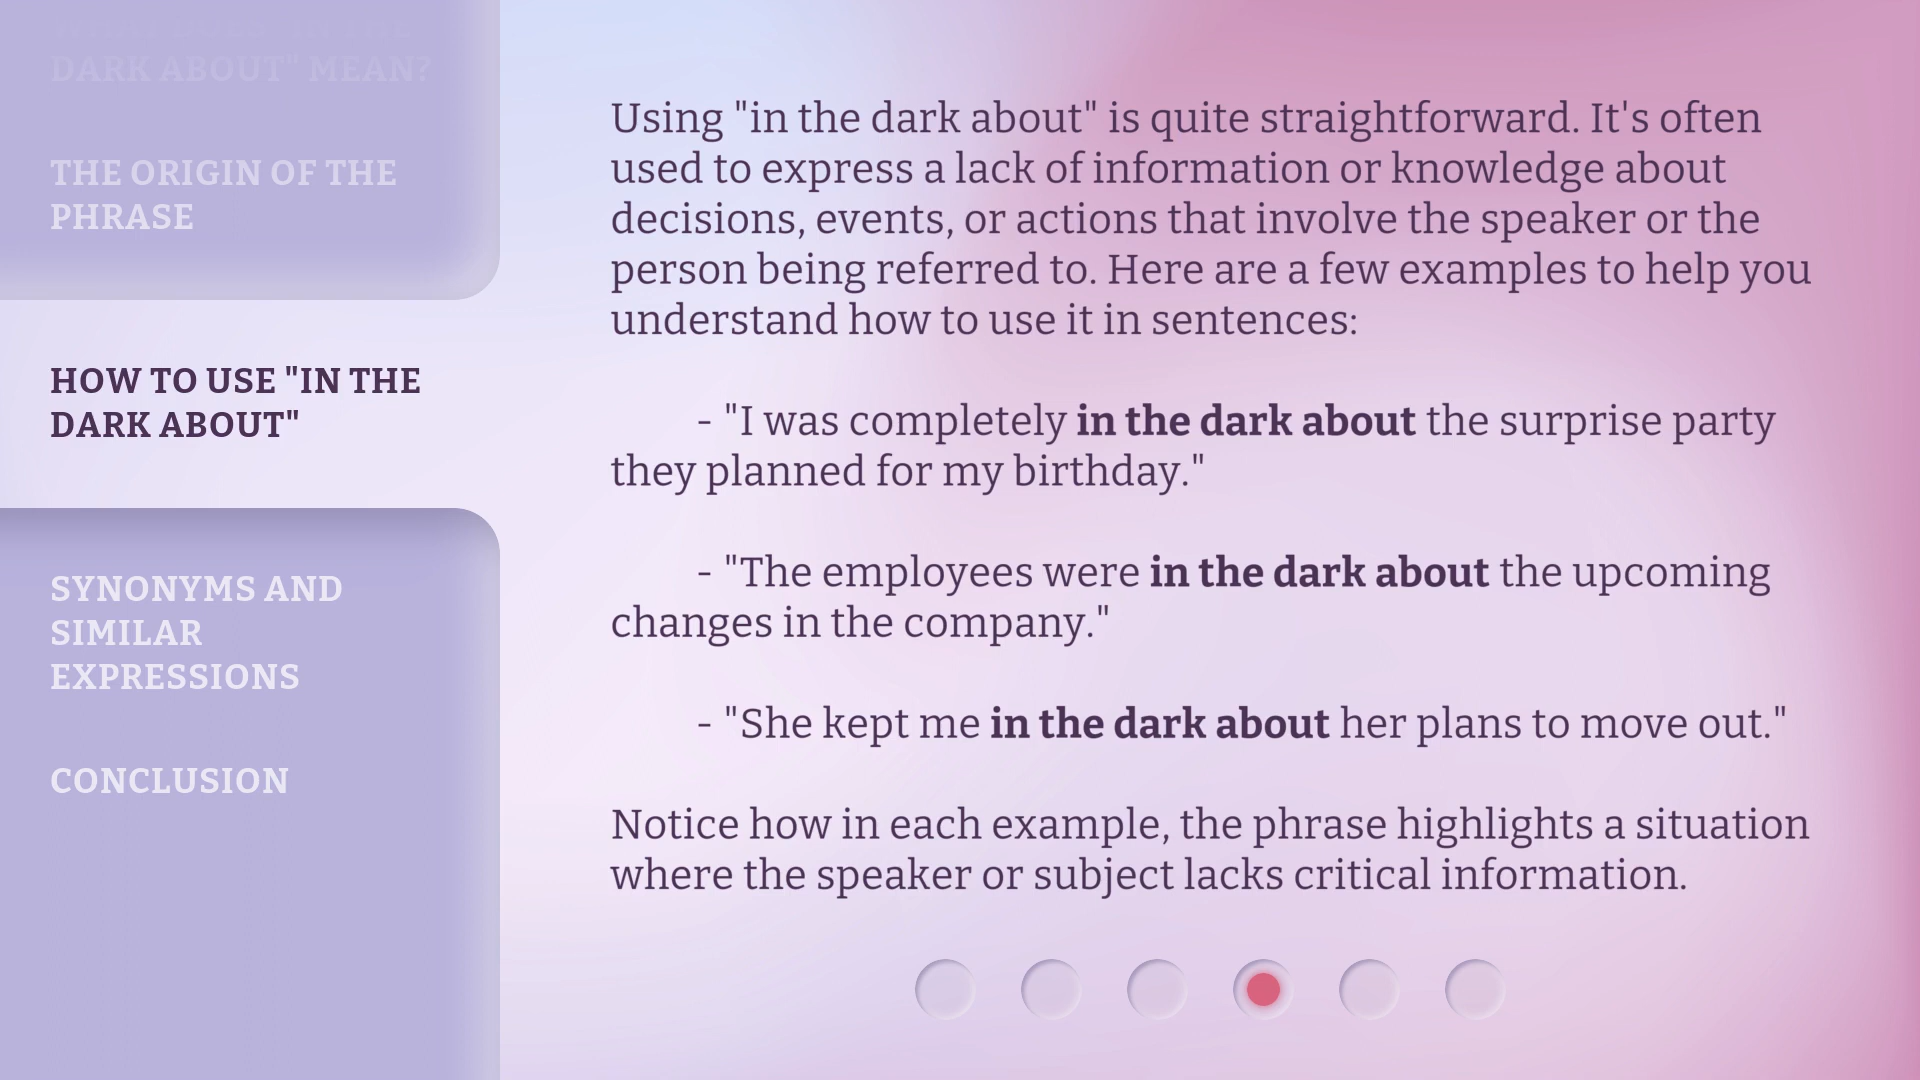 DARK ABOUT" MEAN?
THE ORIGIN OF THE
PHRASE
HOW TO USE "IN THE
DARK ABOUT"
SYNONYMS AND
SIMILAR
EXPRESSIONS
CONCLUSION
Using "in the dark about" is quite straightforward. It's often
used to express a lack of information or knowledge about
decisions, events, or actions that involve the speaker or the
person being referred to. Here are a few examples to help you
understand how to use it in sentences:
- "I was completely in the dark about the surprise party
they planned for my birthday."
- "The employees were in the dark about the upcoming
changes in the company."
- "She kept me in the dark about her plans to move out."
Notice how in each example, the phrase highlights a situation
where the speaker or subject lacks critical information.